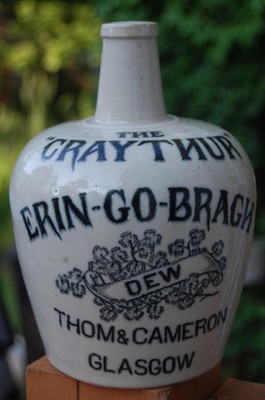 THE
"CRAYTHUR"
ERIN-GO-BRAGH
DEW
THOM & CAMERON
GLASGOW